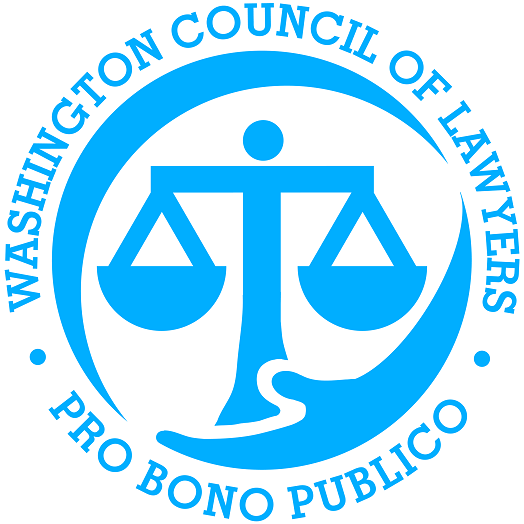 WASHINGTON COUNCIL OF LAWYERS
PRO BONO PUBLICO